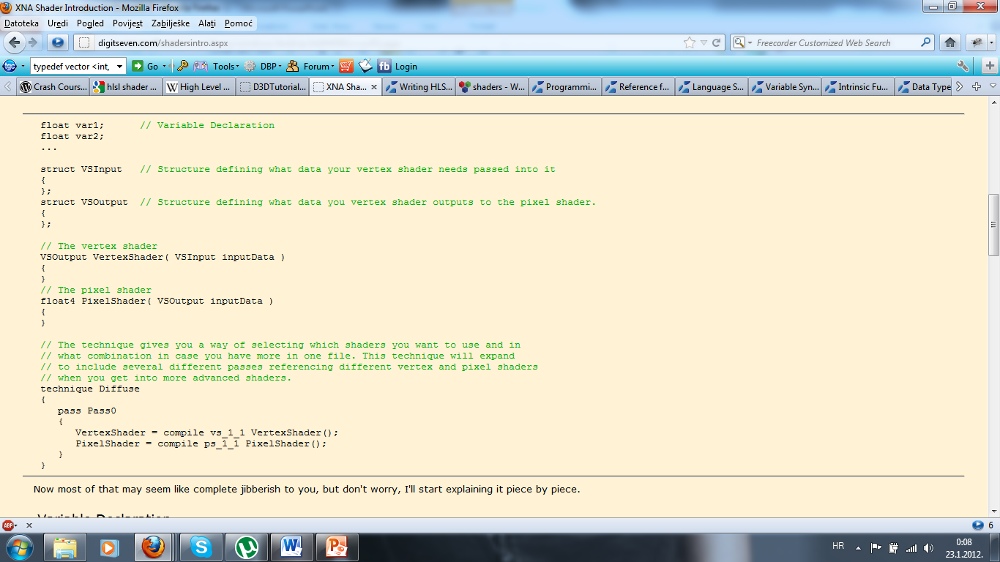 XNA Shader Introduction - Mozilla Firefox
Datoteka Uredi Pogled Povijest Zabilješke Alati Pomoć
digitseven.com/shadersintro.aspx
Freecorder Customized Web Search
tgc typedef vector <int, Go Tools DBP Forum fb Login
Crash Cours... hlsl shader ... High Level ... D3DTutorial... XNA Sha... Writing HLS... shaders - W... Programmi... Reference f... Language S... Variable Syn... Intrinsic Fu... Data Type
float var1; // Variable Declaration
float var2;
...
struct VSInput // Structure defining what data your vertex shader needs passed into it
{
};
struct VSOutput // Structure defining what data you vertex shader outputs to the pixel shader.
{
};
// The vertex shader
VSOutput VertexShader( VSInput inputData )
{
}
// The pixel shader
float4 PixelShader( VSOutput inputData )
{
}
// The technique gives you a way of selecting which shaders you want to use and in
// what combination in case you have more in one file. This technique will expand
// to include several different passes referencing different vertex and pixel shaders
// when you get into more advanced shaders.
technique Diffuse
{
pass Pass0
{
VertexShader = compile vs_1_1 VertexShader();
PixelShader = compile ps_1_1 PixelShader();
}
}
Now most of that may seem like complete jibberish to you, but don't worry, I'll start explaining it piece by piece.
Variable Declaration
ABP 6
HR 0:08
23.1.2012.